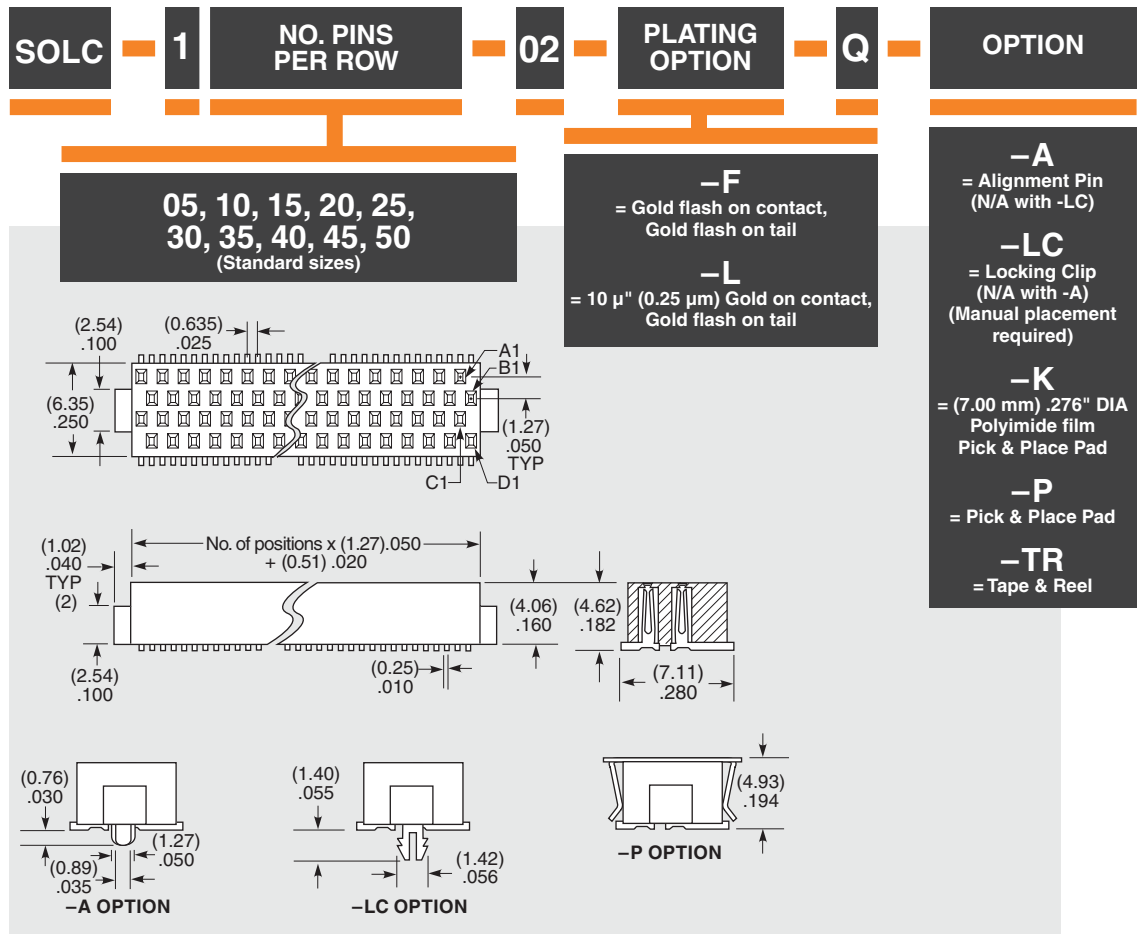 SOLC
1
NO. PINS
PER ROW
02
PLATING
OPTION
Q
OPTION
05, 10, 15, 20, 25,
30, 35, 40, 45, 50
(Standard sizes)
–F
= Gold flash on contact,
Gold flash on tail
–L
= 10 µ" (0.25 µm) Gold on contact,
Gold flash on tail
–A
= Alignment Pin
(N/A with -LC)
–LC
= Locking Clip
(N/A with -A)
(Manual placement
required)
–K
= (7.00 mm) .276" DIA
Polyimide film
Pick & Place Pad
–P
= Pick & Place Pad
–TR
= Tape & Reel
(2.54)
.100
(0.635)
.025
A1
B1
(6.35)
.250
(1.27)
.050
TYP
C1
D1
(1.02)
.040
TYP
(2)
No. of positions x (1.27).050
+ (0.51) .020
(4.06)
.160
(4.62)
.182
(2.54)
.100
(0.25)
.010
(7.11)
.280
(0.76)
.030
(1.27)
.050
(0.89)
.035
–A OPTION
(1.40)
.055
(1.42)
.056
–LC OPTION
(4.93)
.194
–P OPTION